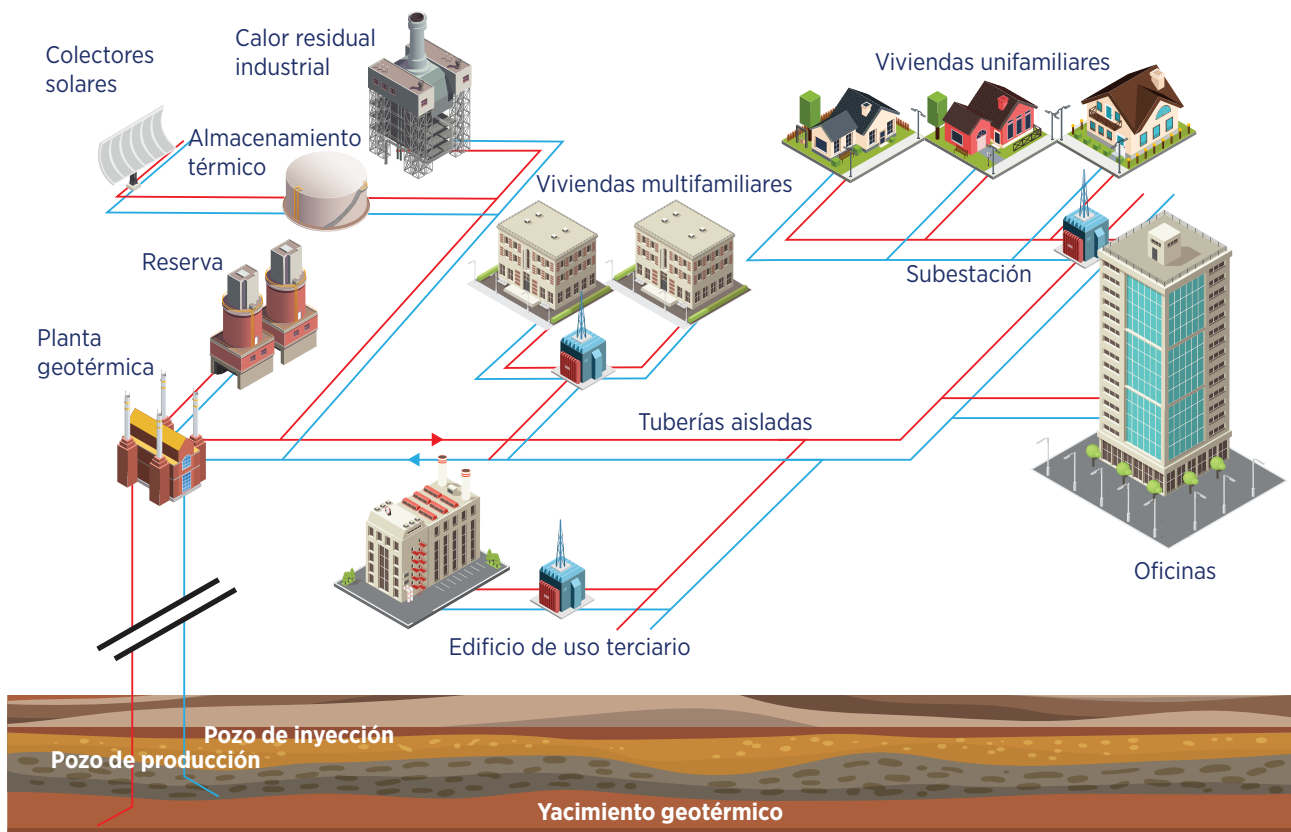 Colectores
solares
Calor residual
industrial
Viviendas unifamiliares
Almacenamiento
térmico
Viviendas multifamiliares
Reserva
Subestación
Planta
geotérmica
Tuberías aisladas
Oficinas
Edificio de uso terciario
Pozo de inyección
Pozo de producción
Yacimiento geotérmico